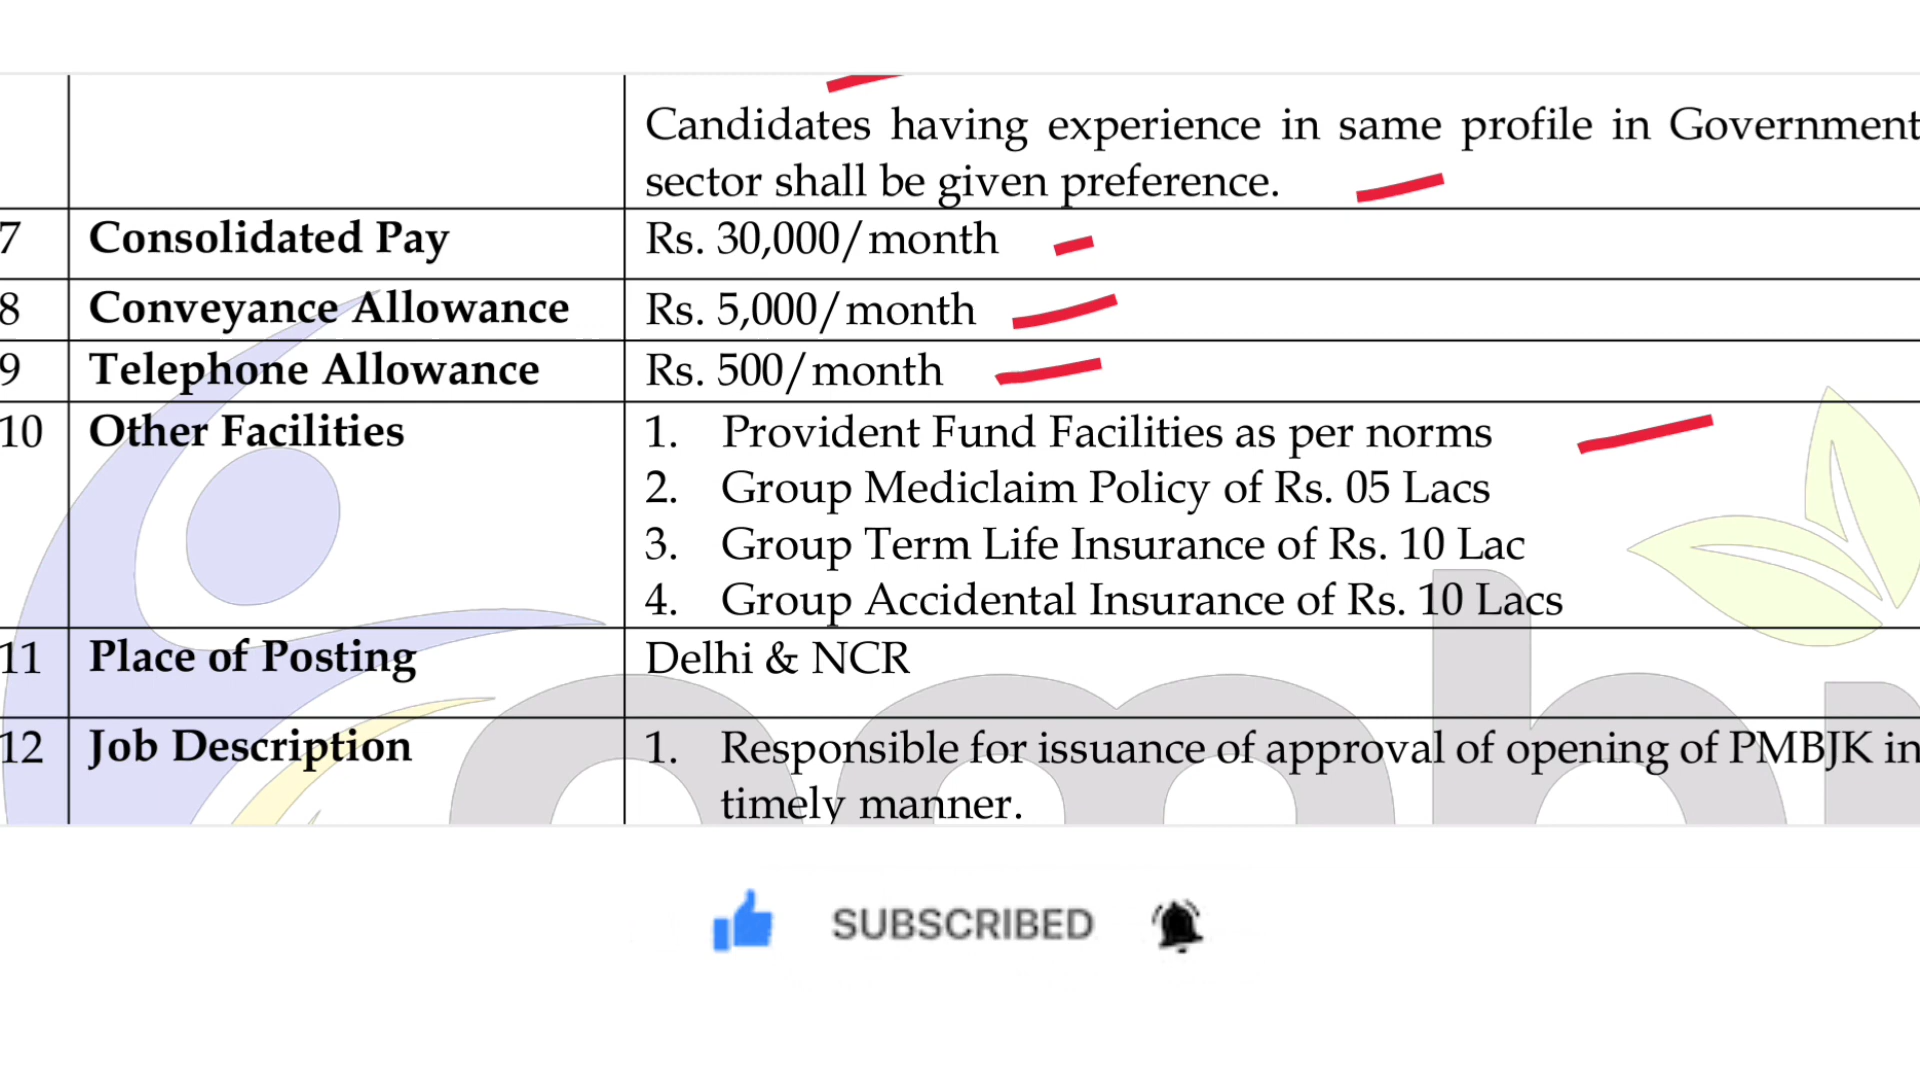 Candidates having experience in same profile in Government
sector shall be given preference.
7 Consolidated Pay Rs. 30,000/month
8 Conveyance Allowance Rs. 5,000/month
9 Telephone Allowance Rs. 500/month
10 Other Facilities 1. Provident Fund Facilities as per norms
2. Group Mediclaim Policy of Rs. 05 Lacs
3. Group Term Life Insurance of Rs. 10 Lac
4. Group Accidental Insurance of Rs. 10 Lacs
11 Place of Posting Delhi & NCR
12 Job Description 1. Responsible for issuance of approval of opening of PMBJK in
timely manner.
SUBSCRIBED